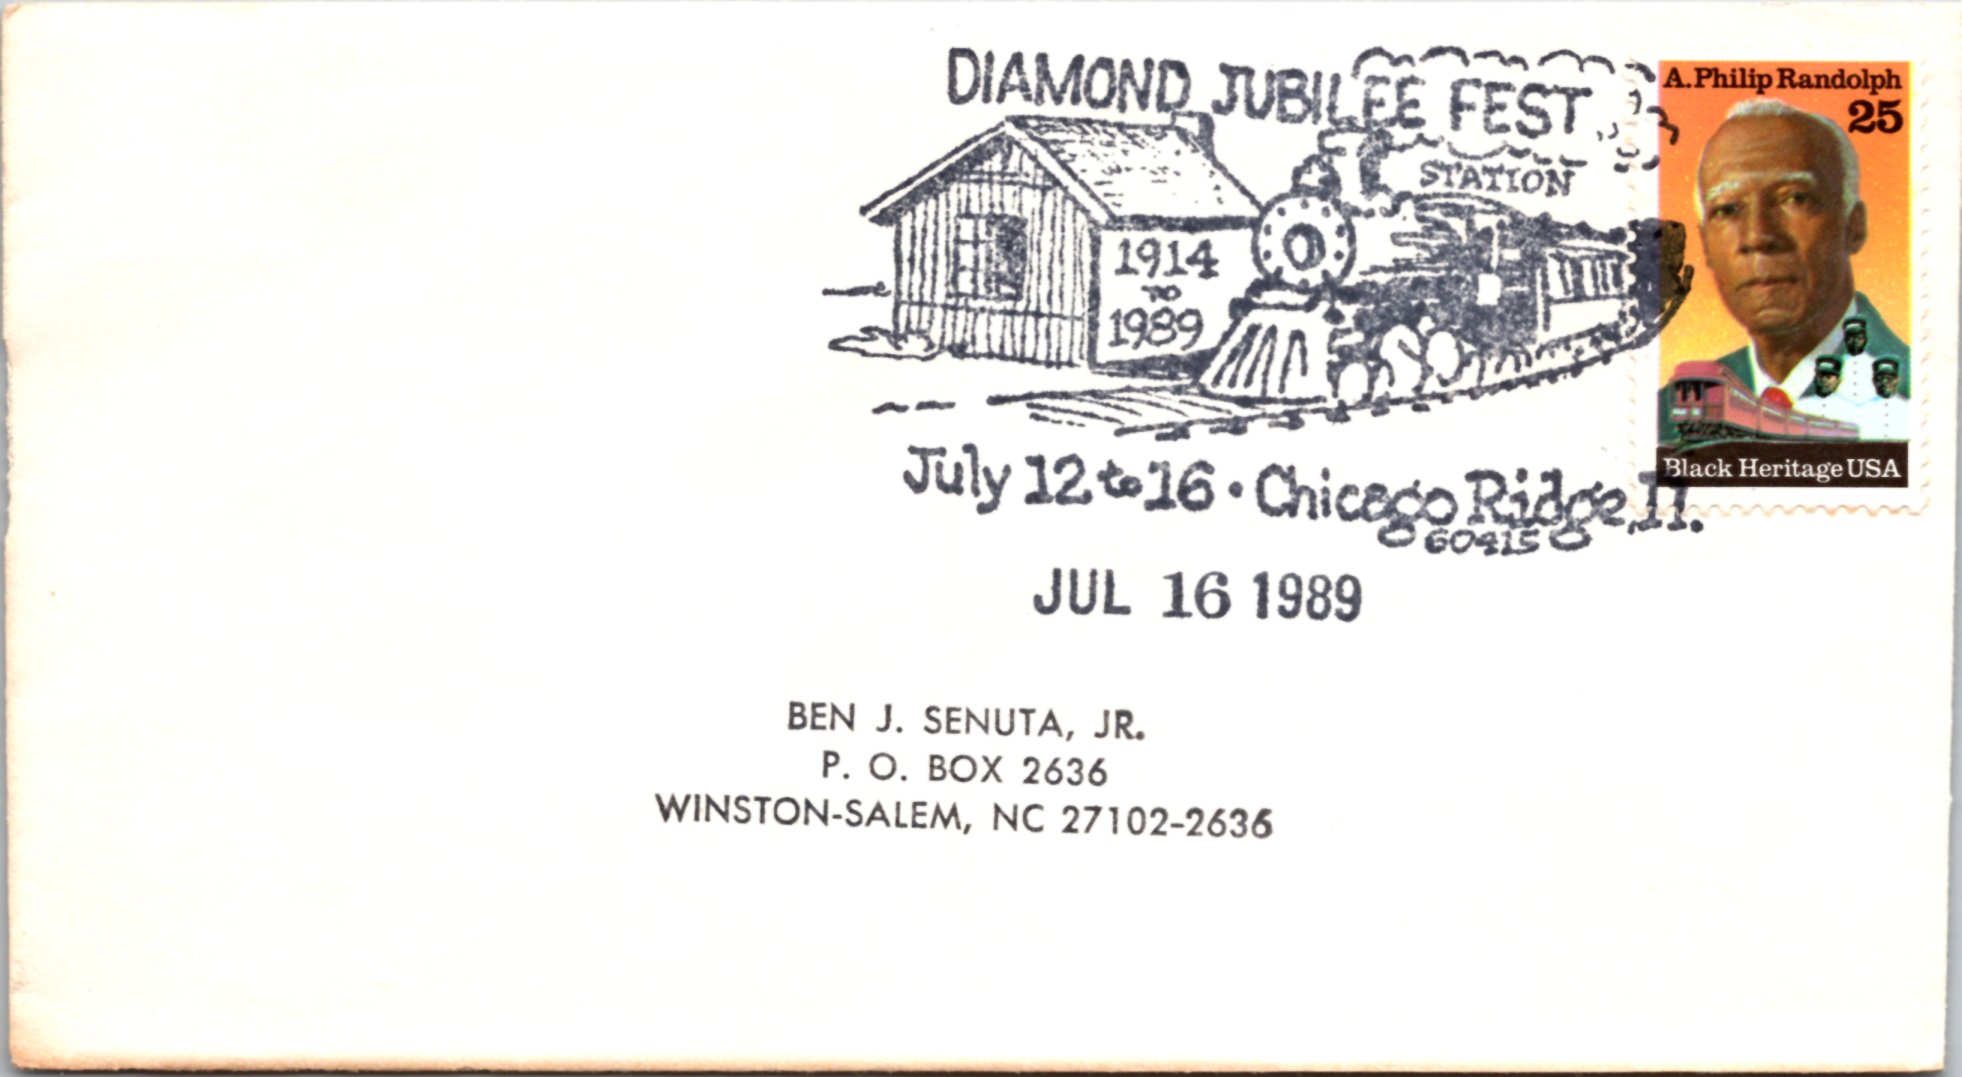 DIAMOND JUBILEE FEST
STATION
1914
TO
1989
July 12 to 16 • Chicago Ridge, Il.
60415
JUL 16 1989
A. Philip Randolph
25
Black Heritage USA
BEN J. SENUTA, JR.
P. O. BOX 2636
WINSTON-SALEM, NC 27102-2636